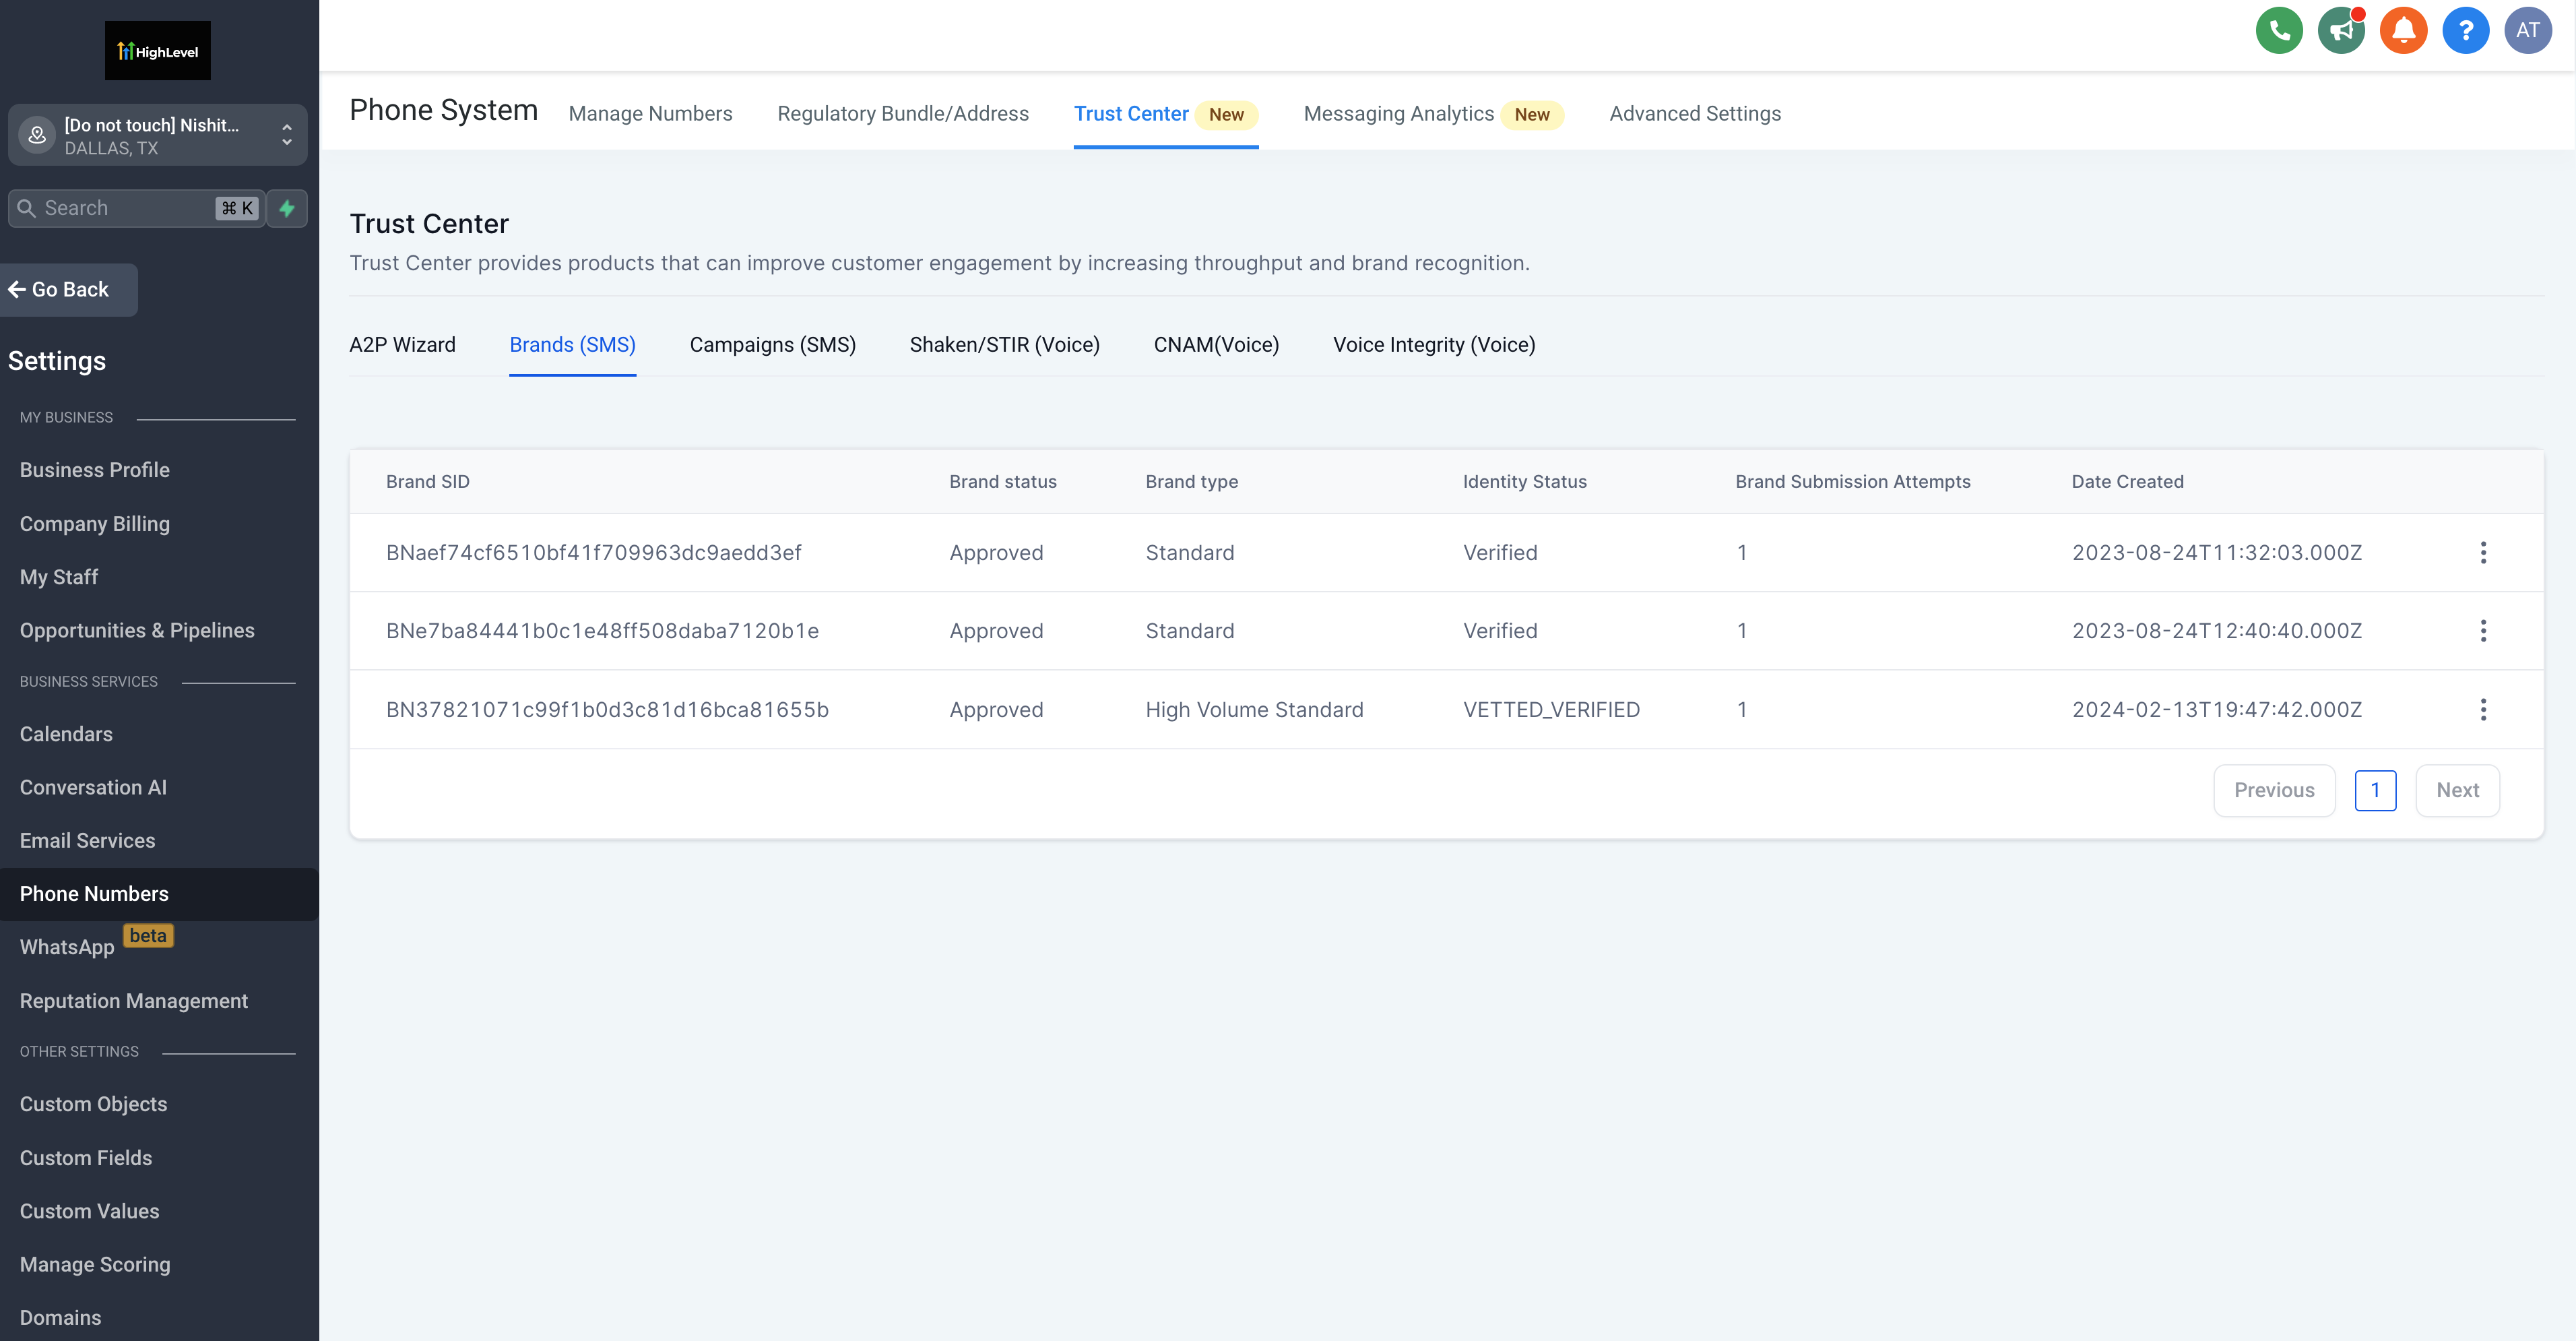 HighLevel
[Do not touch] Nishit...
DALLAS, TX
Search ⌘ K
Go Back
Settings
MY BUSINESS
Business Profile
Company Billing
My Staff
Opportunities & Pipelines
BUSINESS SERVICES
Calendars
Conversation AI
Email Services
Phone Numbers
WhatsApp beta
Reputation Management
OTHER SETTINGS
Custom Objects
Custom Fields
Custom Values
Manage Scoring
Domains
? AT
Phone System Manage Numbers Regulatory Bundle/Address Trust Center New Messaging Analytics New Advanced Settings
Trust Center
Trust Center provides products that can improve customer engagement by increasing throughput and brand recognition.
A2P Wizard Brands (SMS) Campaigns (SMS) Shaken/STIR (Voice) CNAM(Voice) Voice Integrity (Voice)
Brand SID Brand status Brand type Identity Status Brand Submission Attempts Date Created
BNaef74cf6510bf41f709963dc9aedd3ef Approved Standard Verified 1 2023-08-24T11:32:03.000Z
BNe7ba84441b0c1e48ff508daba7120b1e Approved Standard Verified 1 2023-08-24T12:40:40.000Z
BN37821071c99f1b0d3c81d16bca81655b Approved High Volume Standard VETTED_VERIFIED 1 2024-02-13T19:47:42.000Z
Previous 1 Next